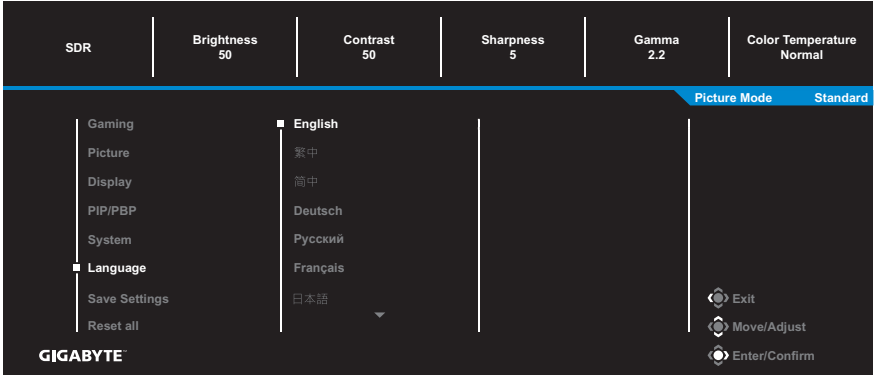 SDR
Brightness
50
Contrast
50
Sharpness
5
Gamma
2.2
Color Temperature
Normal
Picture Mode Standard
Gaming
Picture
Display
PIP/PBP
System
Language
Save Settings
Reset all
English
繁中
简中
Deutsch
Русский
Français
日本語
Exit
Move/Adjust
Enter/Confirm
GIGABYTE™